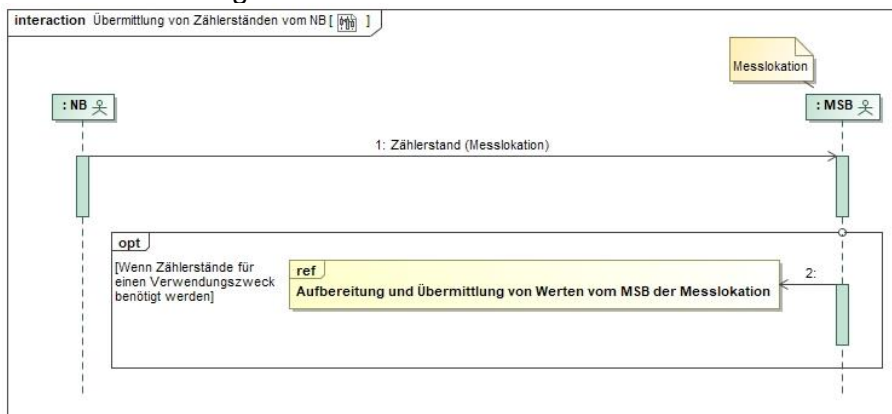 interaction Übermittlung von Zählerständen vom NB [ ]
Messlokation
: NB
: MSB
1: Zählerstand (Messlokation)
opt
[Wenn Zählerstände für
einen Verwendungszweck
benötigt werden]
ref
2:
Aufbereitung und Übermittlung von Werten vom MSB der Messlokation